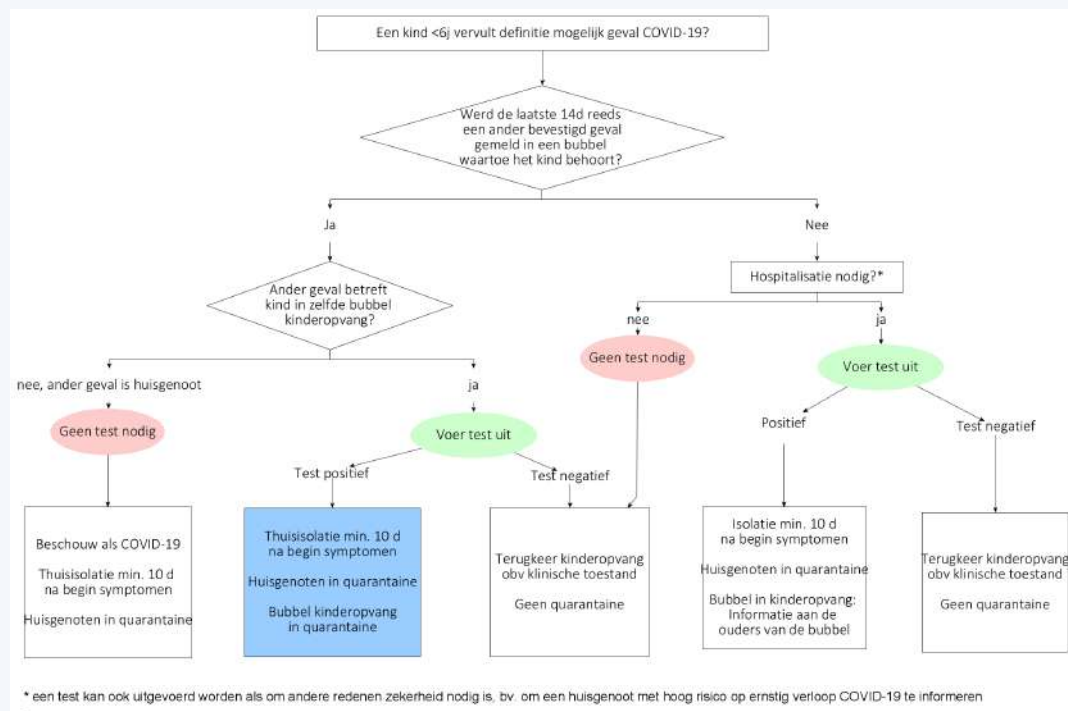 Een kind <6j vervult definitie mogelijk geval COVID-19?
Werd de laatste 14d reeds
een ander bevestigd geval
gemeld in een bubbel
waartoe het kind behoort?
Ja
Nee
Ander geval betreft
kind in zelfde bubbel
kinderopvang?
Hospitalisatie nodig?*
nee
ja
Geen test nodig
Voer test uit
nee, ander geval is huisgenoot
ja
Geen test nodig
Voer test uit
Positief
Test negatief
Test positief
Test negatief
Beschouw als COVID-19
Thuisisolatie min. 10 d
na begin symptomen
Huisgenoten in quarantaine
Thuisisolatie min. 10 d
na begin symptomen
Huisgenoten in quarantaine
Bubbel kinderopvang
in quarantaine
Terugkeer kinderopvang
obv klinische toestand
Geen quarantaine
Isolatie min. 10 d
na begin symptomen
Huisgenoten in quarantaine
Bubbel in kinderopvang:
Informatie aan de
ouders van de bubbel
Terugkeer kinderopvang
obv klinische toestand
Geen quarantaine
* een test kan ook uitgevoerd worden als om andere redenen zekerheid nodig is, bv. om een huisgenoot met hoog risico op ernstig verloop COVID-19 te informeren